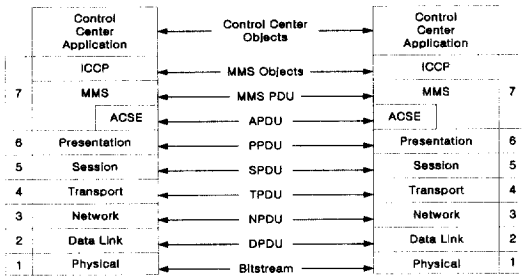 Control Center Application
Control Center Objects
Control Center Application
ICCP
MMS Objects
ICCP
7
MMS
MMS PDU
MMS
7
ACSE
APDU
ACSE
6
Presentation
PPDU
Presentation
6
5
Session
SPDU
Session
5
4
Transport
TPDU
Transport
4
3
Network
NPDU
Network
3
2
Data Link
DPDU
Data Link
2
1
Physical
Bitstream
Physical
1